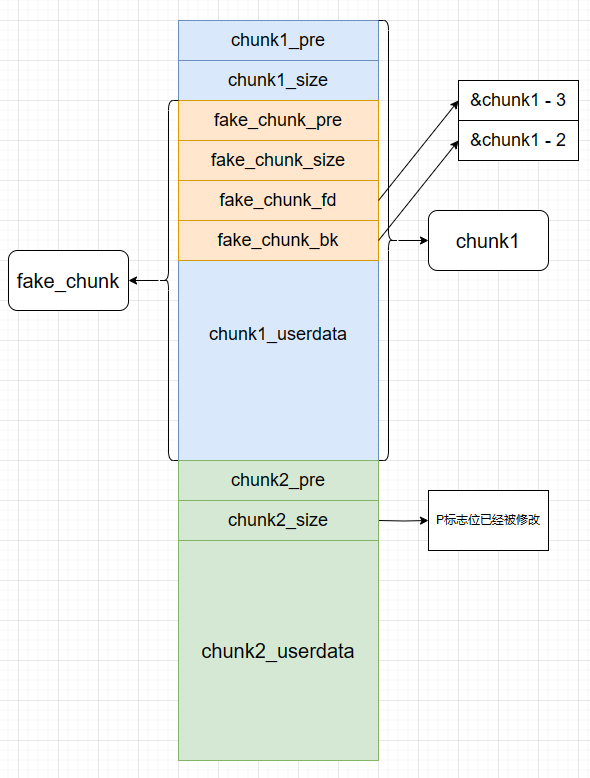 chunk1_pre
chunk1_size
fake_chunk_pre
fake_chunk_size
fake_chunk_fd
fake_chunk_bk
&chunk1 - 3
&chunk1 - 2
chunk1
fake_chunk
chunk1_userdata
chunk2_pre
chunk2_size
P标志位已经被修改
chunk2_userdata